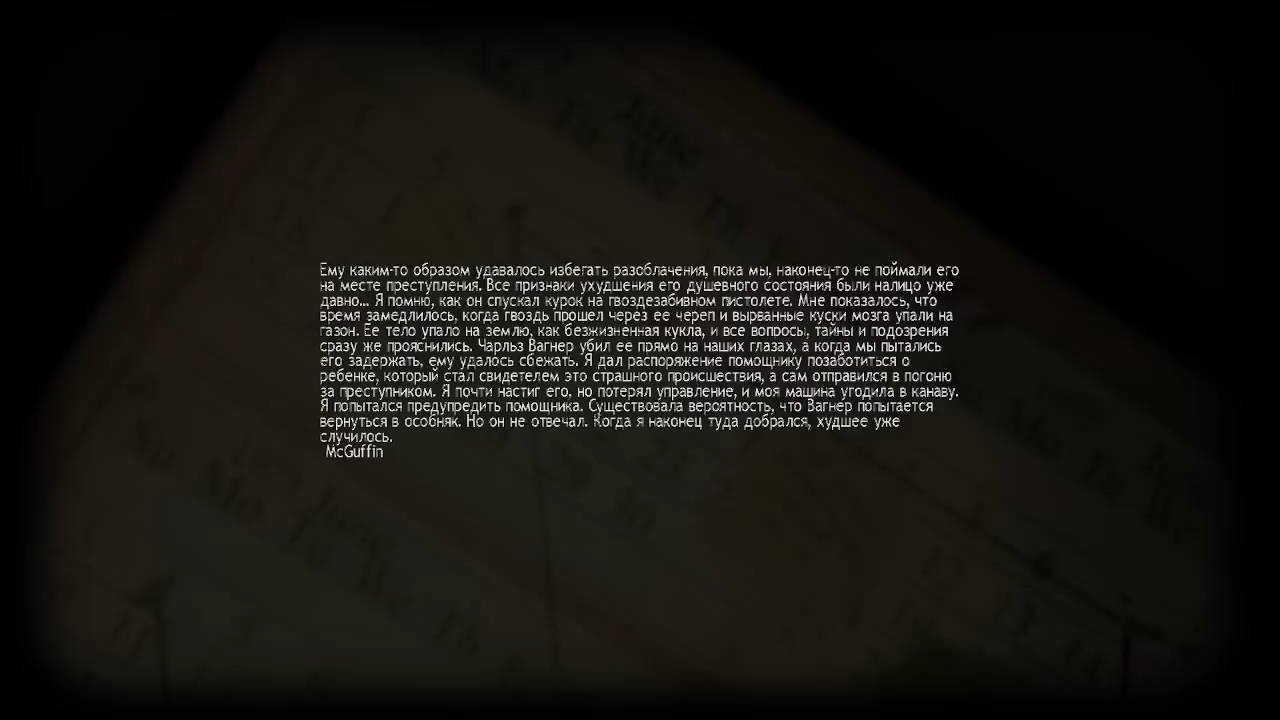 Ему каким-то образом удавалось избегать разоблачения, пока мы, наконец-то не поймали его
на месте преступления. Все признаки ухудшения его душевного состояния были налицо уже
давно... Я помню, как он спускал курок на гвоздезабивном пистолете. Мне показалось, что
время замедлилось, когда гвоздь прошел через ее череп и вырванные куски мозга упали на
газон. Ее тело упало на землю, как безжизненная кукла, и все вопросы, тайны и подозрения
сразу же прояснились. Чарльз Вагнер убил ее прямо на наших глазах, а когда мы пытались
его задержать, ему удалось сбежать. Я дал распоряжение помощнику позаботиться о
ребенке, который стал свидетелем это страшного происшествия, а сам отправился в погоню
за преступником. Я почти настиг его, но потерял управление, и моя машина угодила в канаву.
Я попытался предупредить помощника. Существовала вероятность, что Вагнер попытается
вернуться в особняк. Но он не отвечал. Когда я наконец туда добрался, худшее уже
случилось.
McGuffin